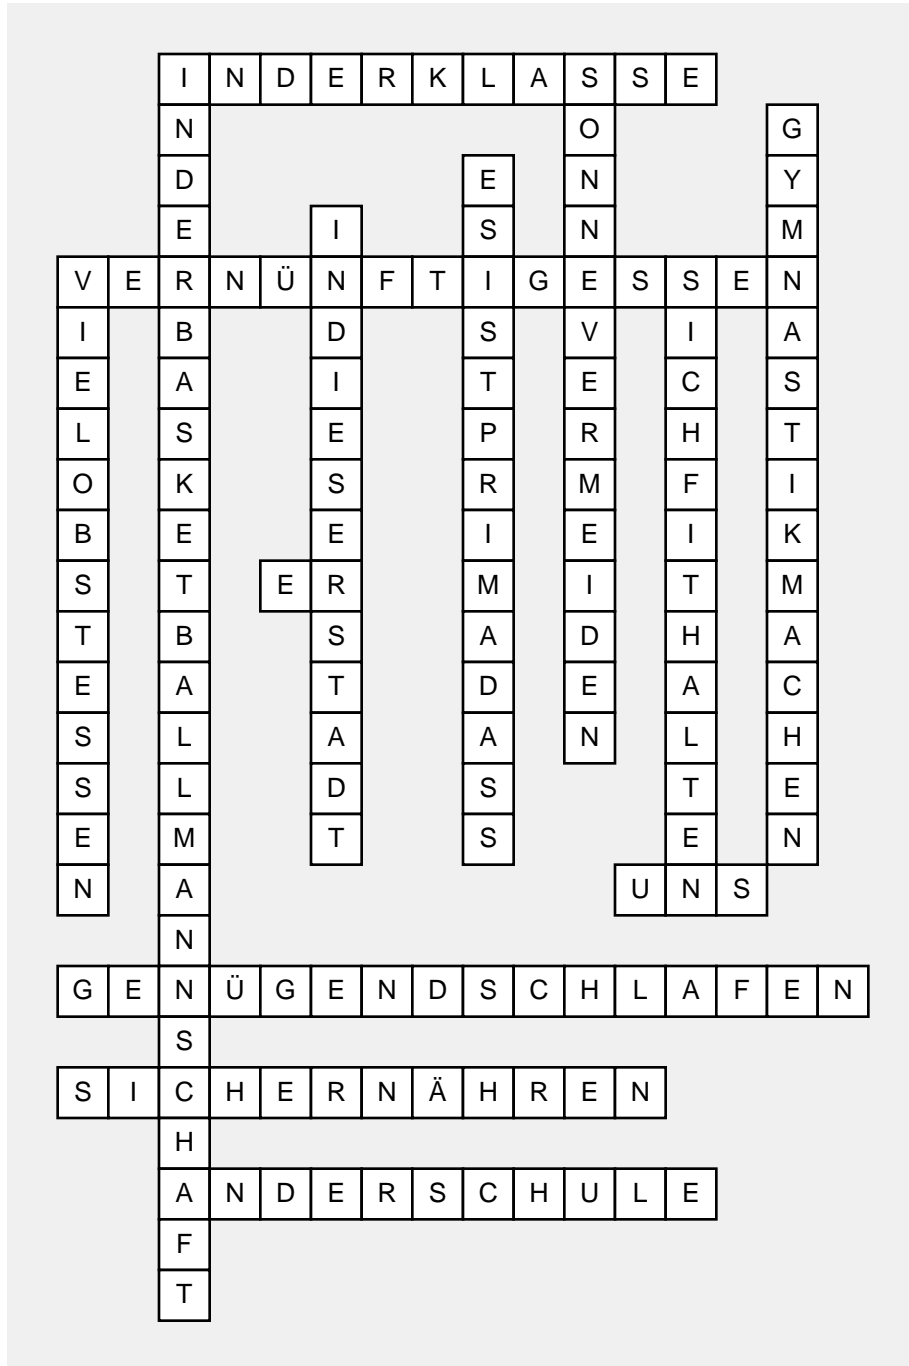 INDERKLASSE
INDERBASKETBALLMANNSCHAFT
SONNEVERMEIDEN
GYMNASTIKMACHEN
ESISTPRIMADASS
INDIESERSTADT
VERNÜNFTIGESSEN
VIELOBSTESSEN
SICHFITHALTEN
ER
UNS
GENÜGENDSCHLAFEN
SICHERNÄHREN
ANDERSCHULE